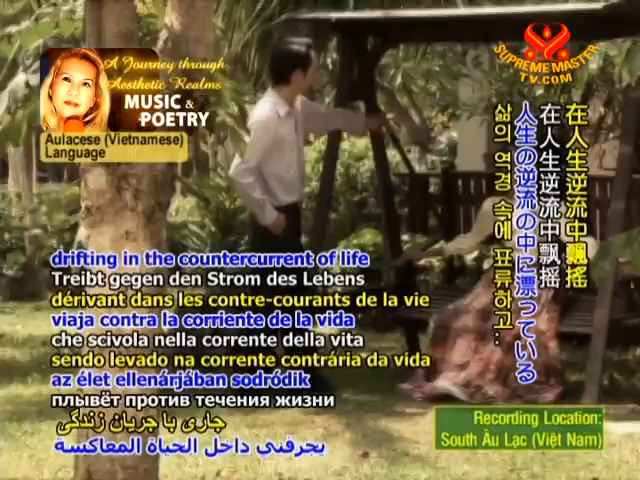 A Journey through
Aesthetic Realms
MUSIC &
POETRY
Aulacese (Vietnamese)
Language
SUPREME MASTER
TV.COM
在人生逆流中飄搖
在人生逆流中飘摇
人生の逆流の中に漂っている
삶의 역경 속에 표류하고..
drifting in the countercurrent of life
Treibt gegen den Strom des Lebens
dérivant dans les contre-courants de la vie
viaja contra la corriente de la vida
che scivola nella corrente della vita
sendo levado na corrente contrária da vida
az élet ellenárjában sodródik
плывёт против течения жизни
جاری با جریان زندگی
يجرفني داخل الحياة المعاكسة
Recording Location:
South Âu Lạc (Việt Nam)